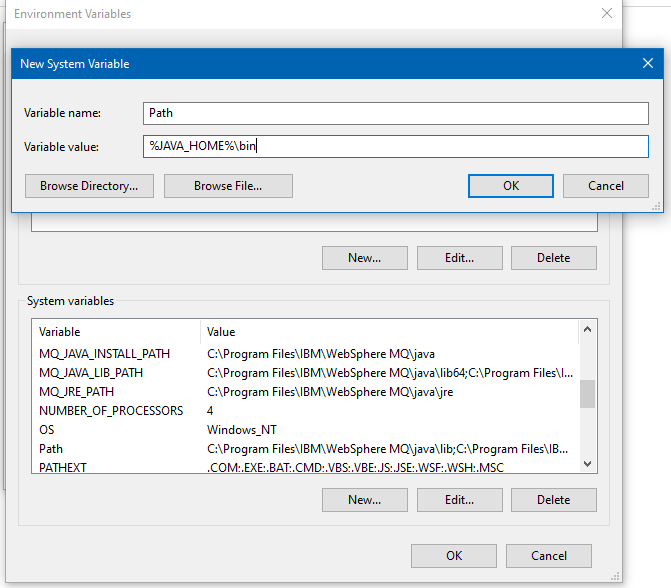 Environment Variables
New System Variable
Variable name:
Path
Variable value:
%JAVA_HOME%\bin
Browse Directory...
Browse File...
OK
Cancel
New...
Edit...
Delete
System variables
Variable
Value
MQ_JAVA_INSTALL_PATH
C:\Program Files\IBM\WebSphere MQ\java
MQ_JAVA_LIB_PATH
C:\Program Files\IBM\WebSphere MQ\java\lib64;C:\Program Files\I...
MQ_JRE_PATH
C:\Program Files\IBM\WebSphere MQ\java\jre
NUMBER_OF_PROCESSORS
4
OS
Windows_NT
Path
C:\Program Files\IBM\WebSphere MQ\java\lib;C:\Program Files\IB...
PATHEXT
.COM;.EXE;.BAT;.CMD;.VBS;.VBE;.JS;.JSE;.WSF;.WSH;.MSC
New...
Edit...
Delete
OK
Cancel